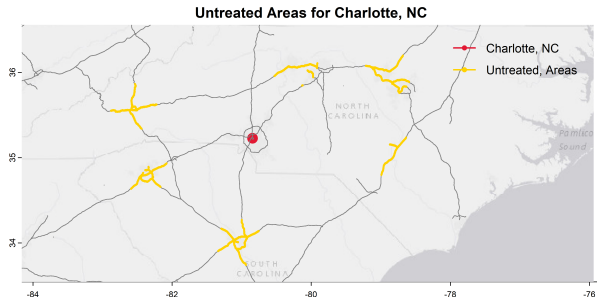 Untreated Areas for Charlotte, NC
Charlotte, NC
Untreated, Areas
NORTH
CAROLINA
Pamlico
Sound
SOUTH
CAROLINA
36
35
34
-84
-82
-80
-78
-76